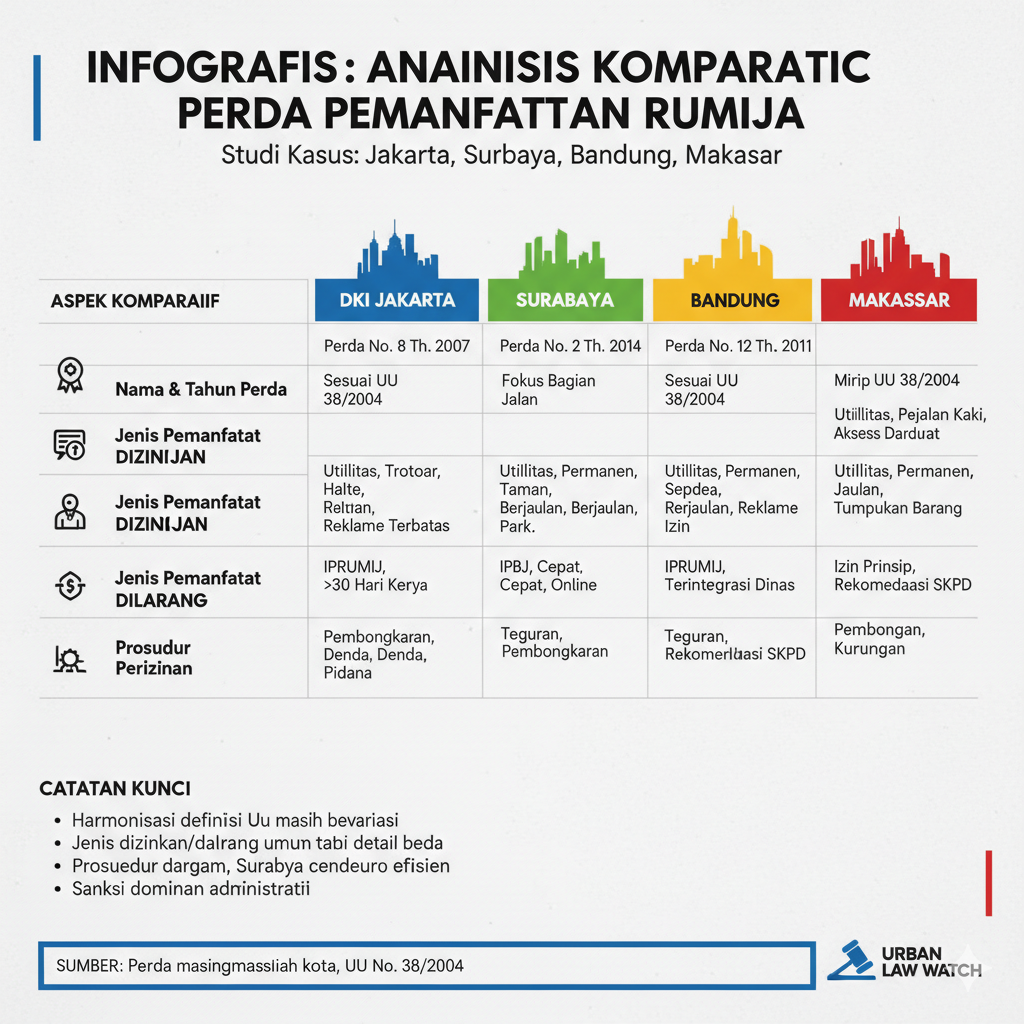 INFOGRAFIS: ANAINISIS KOMPARATIC
PERDA PEMANFATTAN RUMIJA
Studi Kasus: Jakarta, Surbaya, Bandung, Makasar
ASPEK KOMPARAIIF
DKI JAKARTA
SURABAYA
BANDUNG
MAKASSAR
Perda No. 8 Th. 2007
Perda No. 2 Th. 2014
Perda No. 12 Th. 2011
Nama & Tahun Perda
Sesuai UU
38/2004
Fokus Bagian
Jalan
Sesuai UU
38/2004
Mirip UU 38/2004
Utiillitas, Pejalan Kaki,
Aksess Darduat
Jenis Pemanfatat
DIZINIJAN
Jenis Pemanfatat
DIZINIJAN
Utillitas, Trotoar,
Halte,
Reltran,
Reklame Terbatas
Utillitas, Permanen,
Taman,
Berjaulan, Berjaulan,
Park.
Utillitas, Permanen,
Sepdea,
Rerjaulan, Reklame
Izin
Utillitas, Permanen,
Jaulan,
Tumpukan Barang
Jenis Pemanfatat
DILARANG
IPRUMIJ,
>30 Hari Kerya
IPBJ, Cepat,
Cepat, Online
IPRUMIJ,
Terintegrasi Dinas
Izin Prinsip,
Rekomedaasi SKPD
Prosudur
Perizinan
Pembongkaran,
Denda, Denda,
Pidana
Teguran,
Pembongkaran
Teguran,
SKPD
Pembongan,
Kurungan
CATATAN KUNCI
• Harmonisasi definisi Uu masih bevariasi
• Jenis dizinkan/dalrang umun tabi detail beda
• Prosuedur dargam, Surabya cendeuro efisien
• Sanksi dominan administratii
SUMBER: Perda masingmassliah kota, UU No. 38/2004
URBAN
LAW WATCH